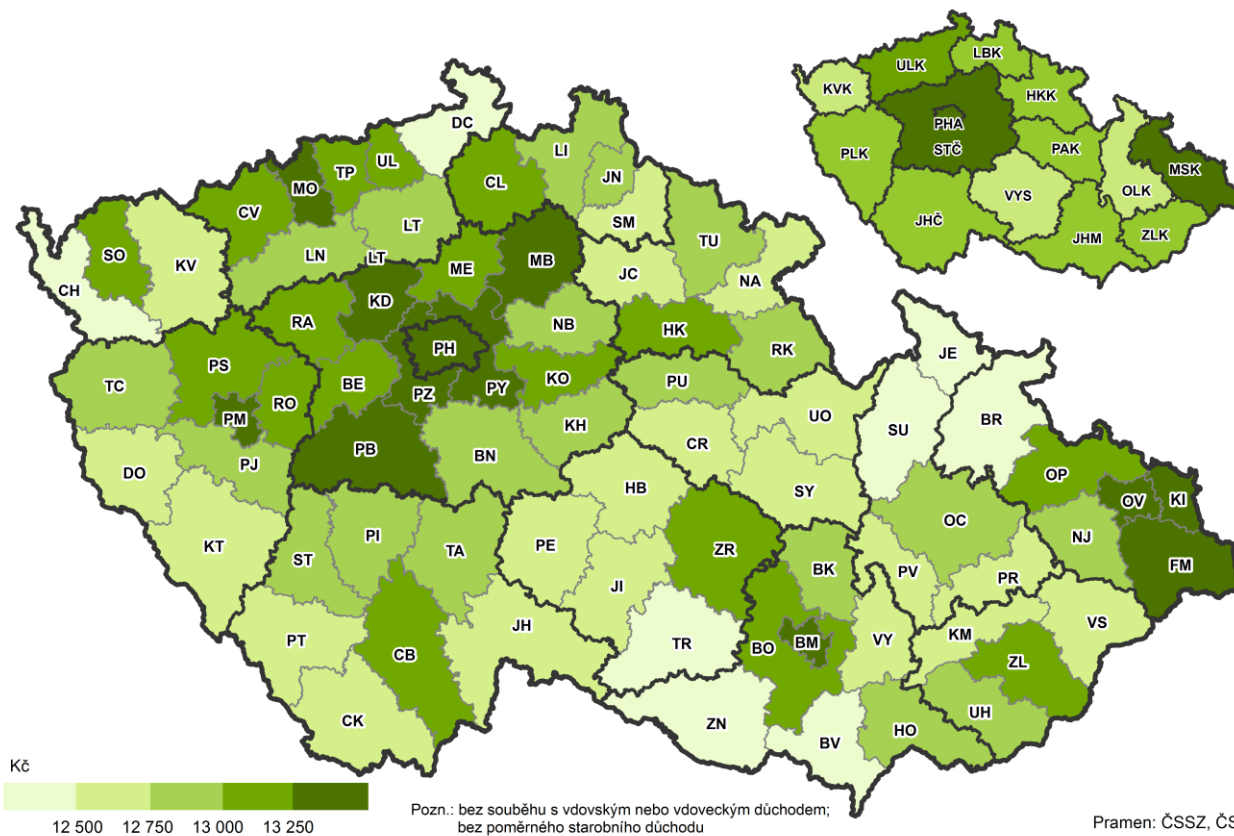 LBK
ULK
KVK
HKK
PHA
STČ
PAK
PLK
MSK
OLK
VYS
JHČ
JHM
ZLK
DC
LI
UL
TP
MO
JN
CL
CV
LT
SM
SO
KV
TU
LN
LT
MB
ME
JC
NA
CH
KD
RA
NB
HK
PH
RK
JE
PS
TC
BE
KO
PU
PZ
PY
RO
PM
UO
BR
SU
KH
CR
PB
BN
PJ
DO
OP
HB
SY
OV
KI
OC
KT
PI
TA
PE
ZR
NJ
ST
BK
FM
PV
PR
JI
JH
VS
KM
PT
CB
TR
BO
BM
VY
ZL
CK
UH
ZN
HO
BV
Kč
12 500 12 750 13 000 13 250
Pozn.: bez souběhu s vdovským nebo vdoveckým důchodem;
bez poměrného starobního důchodu
Pramen: ČSSZ, ČS